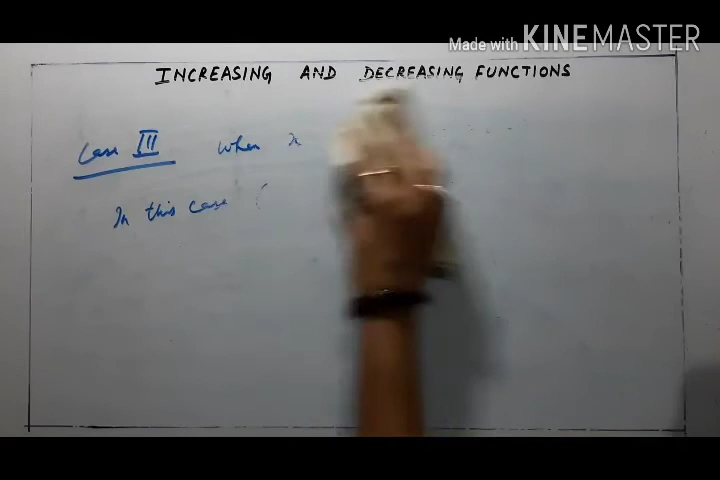 Made with KINEMASTER
INCREASING AND DECREASING FUNCTIONS
Case III when x
In this case (